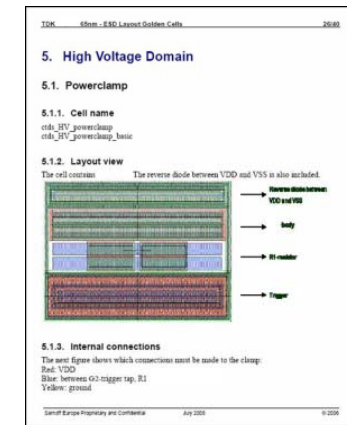 TDK 65nm - ESD Layout Golden Cells 26/40
5. High Voltage Domain
5.1. Powerclamp
5.1.1. Cell name
ctds_HV_powerclamp
ctds_HV_powerclamp_basic
5.1.2. Layout view
The cell contains The reverse diode between VDD and VSS is also included.
Reverse diode between
VDD and VSS
body
R1-resistor
Trigger
5.1.3. Internal connections
The next figure shows which connections must be made to the clamp:
Red: VDD
Blue: between G2-trigger tap, R1
Yellow: ground
Sarnoff Europe Proprietary and Confidential July 2008